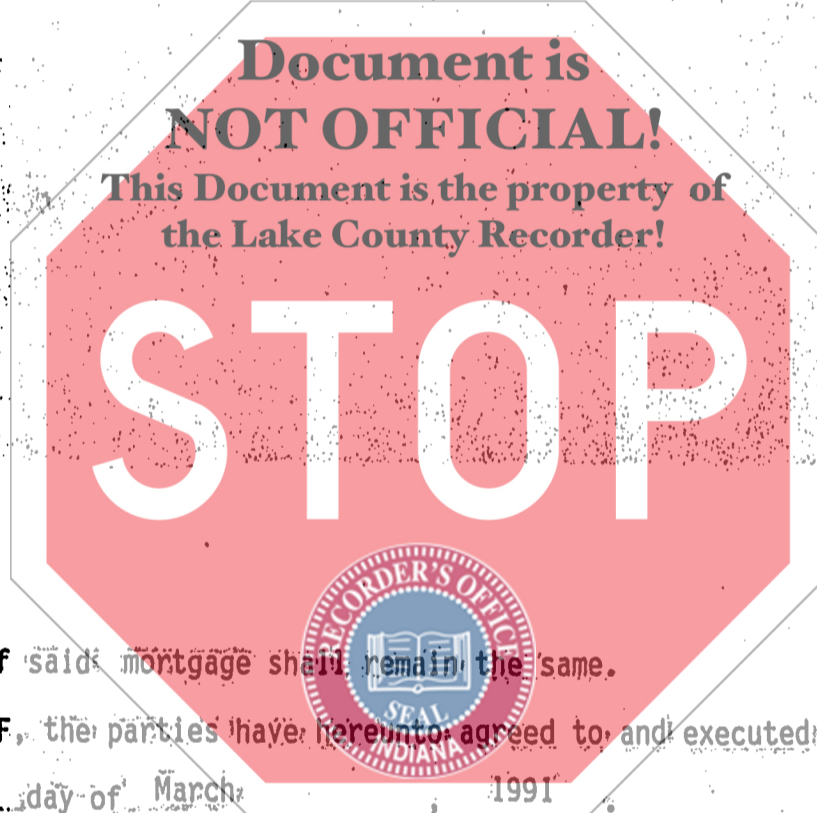 Document is
NOT OFFICIAL!
This Document is the property of
the Lake County Recorder!
STOP
RECORDER'S OFFICE
SEAL
INDIANA
f said mortgage shall remain the same.
F, the parties have hereunto agreed to and executed
day of March, 1991